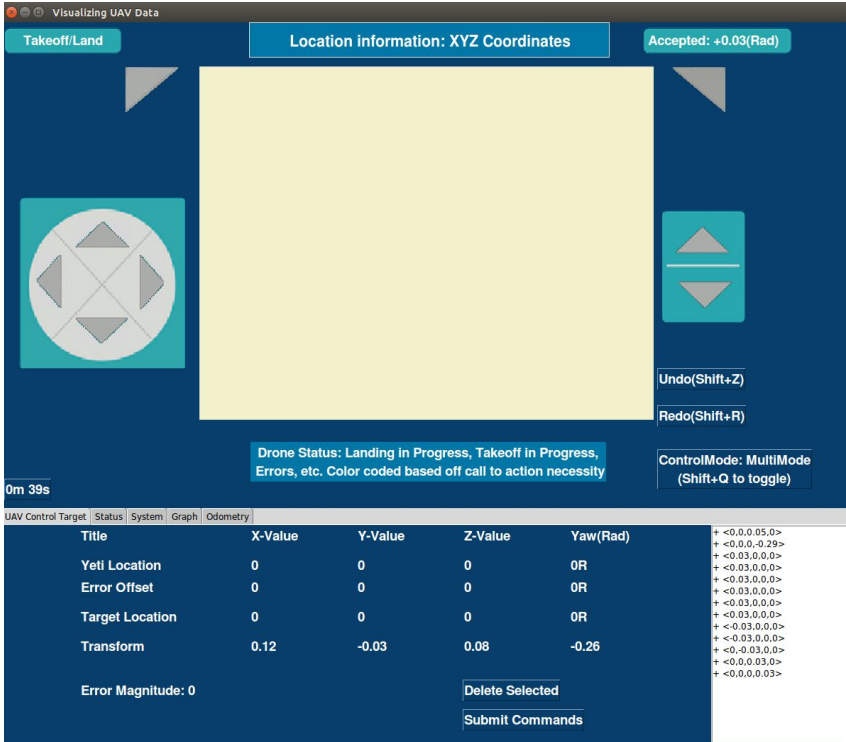 Visualizing UAV Data
Takeoff/Land
Location information: XYZ Coordinates
Accepted: +0.03(Rad)
Undo(Shift+Z)
Redo(Shift+R)
Drone Status: Landing in Progress, Takeoff in Progress,
Errors, etc. Color coded based off call to action necessity
ControlMode: MultiMode
(Shift+Q to toggle)
0m 39s
UAV Control Target Status System Graph Odometry
Title X-Value Y-Value Z-Value Yaw(Rad)
Yeti Location 0 0 0 0R
Error Offset 0 0 0 0R
Target Location 0 0 0 0R
Transform 0.12 -0.03 0.08 -0.26
Error Magnitude: 0
Delete Selected
Submit Commands
+ <0,0,0.05,0>
+ <0,0,0,-0.29>
+ <0.03,0,0,0>
+ <0.03,0,0,0>
+ <0.03,0,0,0>
+ <0.03,0,0,0>
+ <0.03,0,0,0>
+ <0.03,0,0,0>
+ <-0.03,0,0,0>
+ <-0.03,0,0,0>
+ <0,-0.03,0,0>
+ <0,0,0.03,0>
+ <0,0,0,0.03>